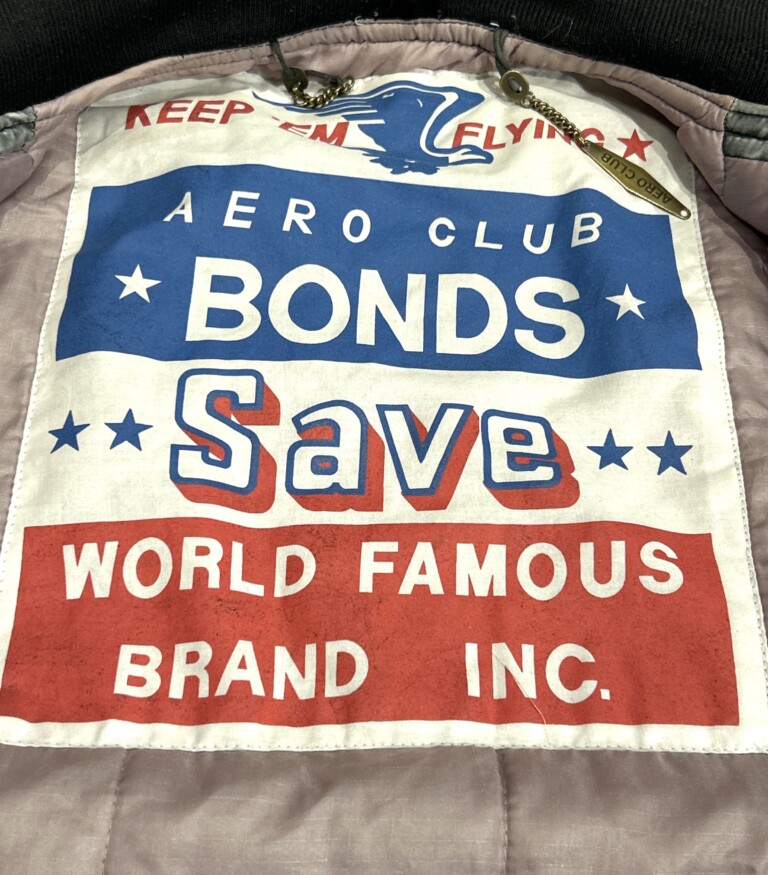 KEEP 'EM FLYING
AERO CLUB
AERO CLUB
BONDS
Save
WORLD FAMOUS
BRAND INC.